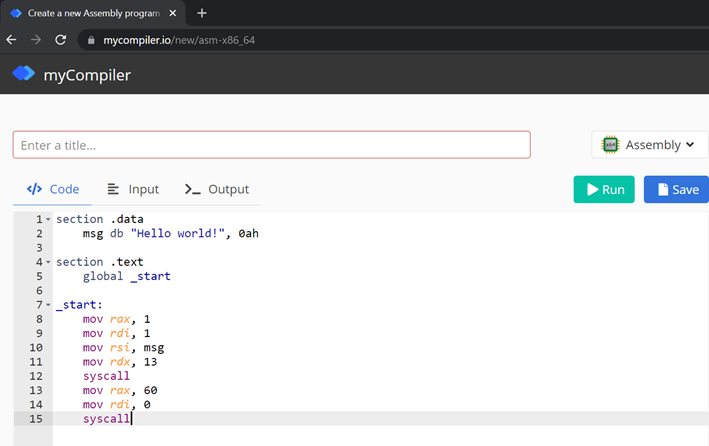 Create a new Assembly program
mycompiler.io/new/asm-x86_64
myCompiler
Enter a title...
x64 Assembly
Code Input Output Run Save
1 section .data
2     msg db "Hello world!", 0ah
3
4 section .text
5     global _start
6
7 _start:
8     mov rax, 1
9     mov rdi, 1
10     mov rsi, msg
11     mov rdx, 13
12     syscall
13     mov rax, 60
14     mov rdi, 0
15     syscall